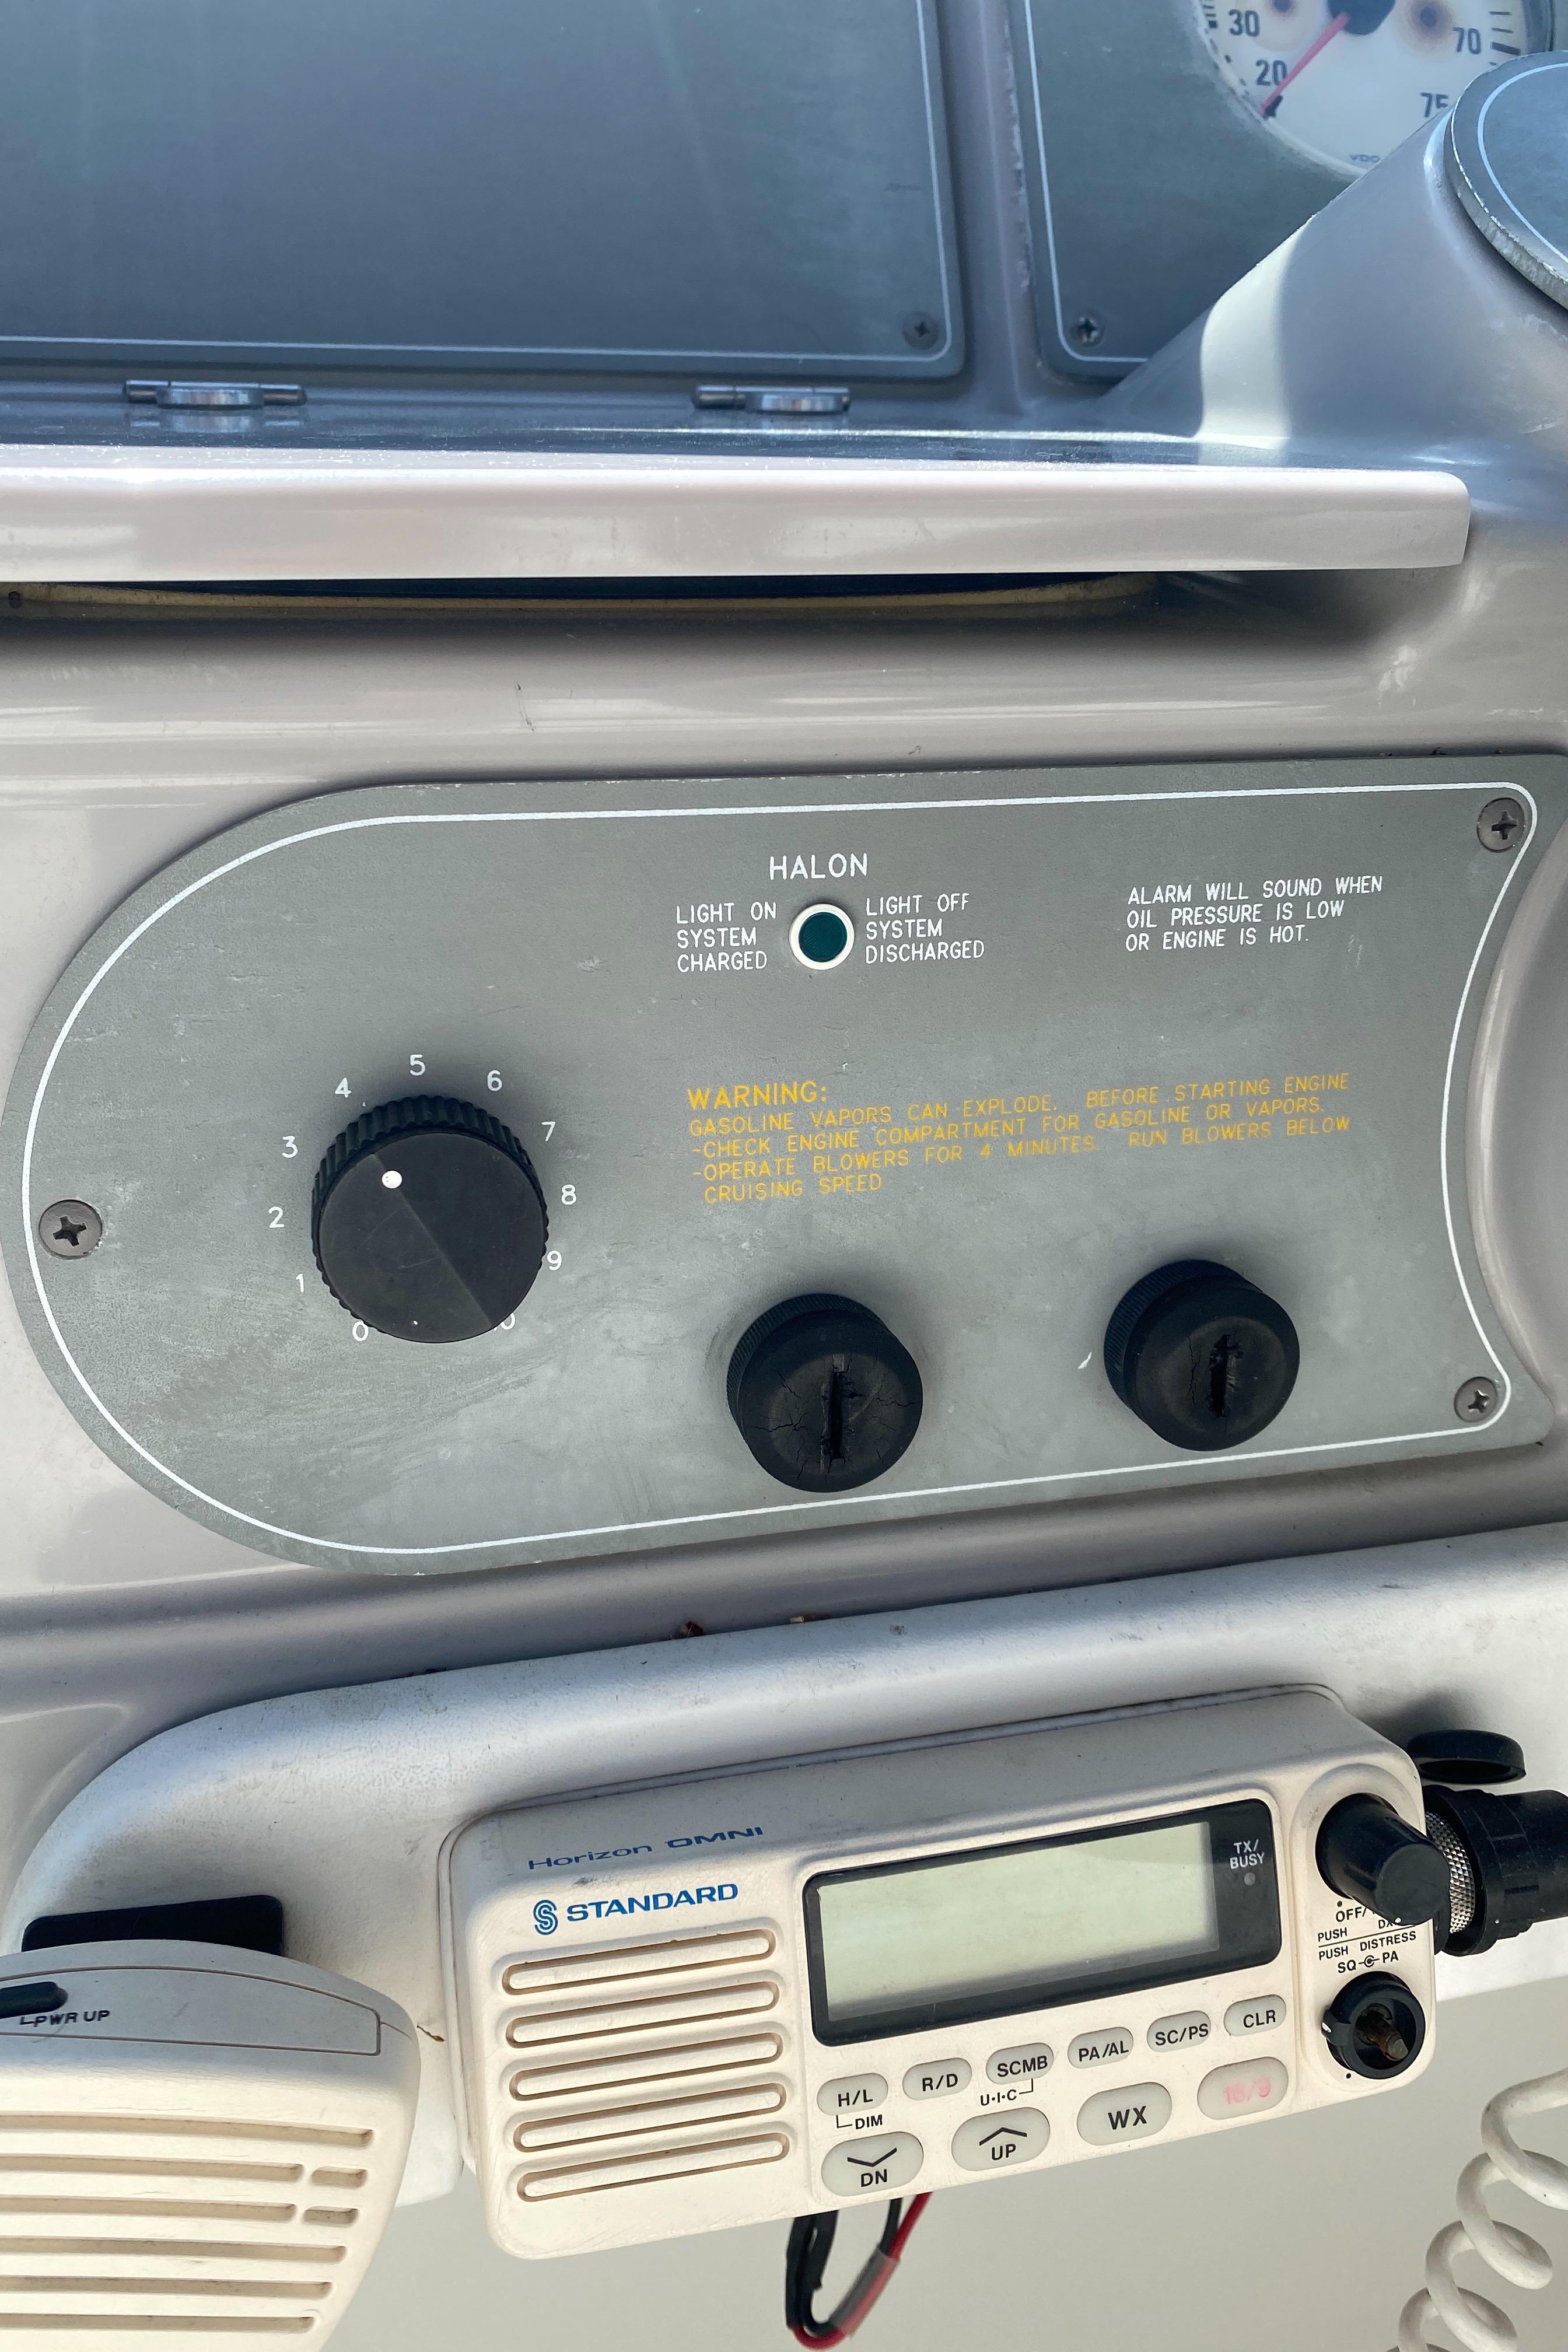 30
70
20
75
VDO
HALON
LIGHT ON
SYSTEM
CHARGED
LIGHT OFF
SYSTEM
DISCHARGED
ALARM WILL SOUND WHEN
OIL PRESSURE IS LOW
OR ENGINE IS HOT.
5
4
6
3
7
2
8
1
9
0
WARNING:
GASOLINE VAPORS CAN EXPLODE. BEFORE STARTING ENGINE
-CHECK ENGINE COMPARTMENT FOR GASOLINE OR VAPORS.
-OPERATE BLOWERS FOR 4 MINUTES. RUN BLOWERS BELOW
CRUISING SPEED
Horizon OMNI
STANDARD
TX/
BUSY
OFF/
PUSH
PUSH DISTRESS
SQ PA
H/L
R/D
SCMB
PA/AL
SC/PS
CLR
DIM
U·I·C
DN
UP
WX
16/9
PWR UP